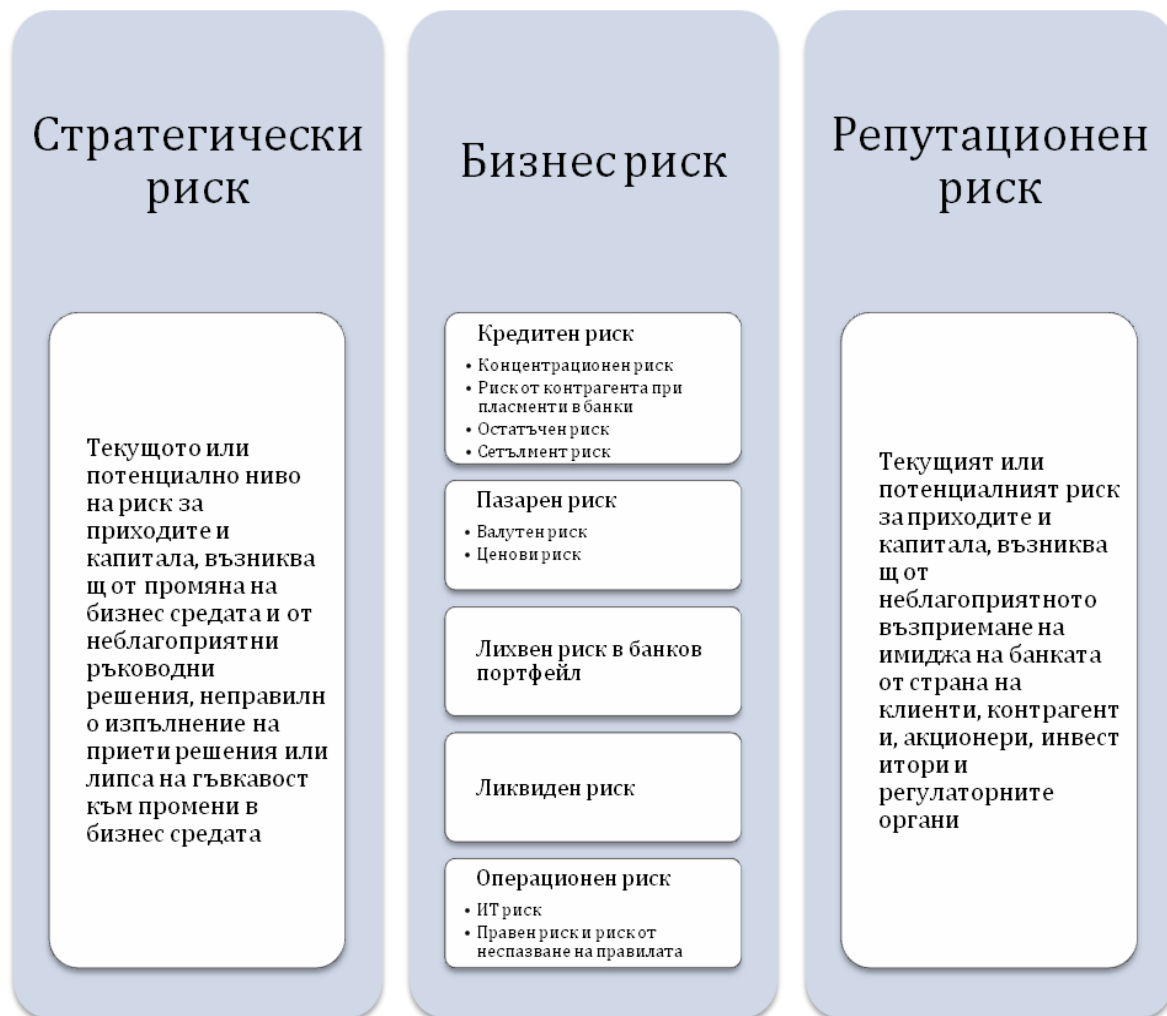 Стратегически
риск
Текущото или
потенциално ниво
на риск за
приходите и
капитала, възниква
щ от промяна на
бизнес средата и от
неблагоприятни
ръководни
решения, неправилн
о изпълнение на
приети решения или
липса на гъвкавост
към промени в
бизнес средата
Бизнес риск
Кредитен риск
• Концентрационен риск
• Риск от контрагента при
пласменти в банки
• Остатъчен риск
• Сетълмент риск
Пазарен риск
• Валутен риск
• Ценови риск
Лихвен риск в банков
портфейл
Ликвиден риск
Операционен риск
• ИТ риск
• Правен риск и риск от
неспазване на правилата
Репутационен
риск
Текущият или
потенциалният риск
за приходите и
капитала, възниква
щ от
неблагоприятното
възприемане на
имиджа на банката
от страна на
клиенти, контрагент
и, акционери, инвест
итори и
регулаторните
органи